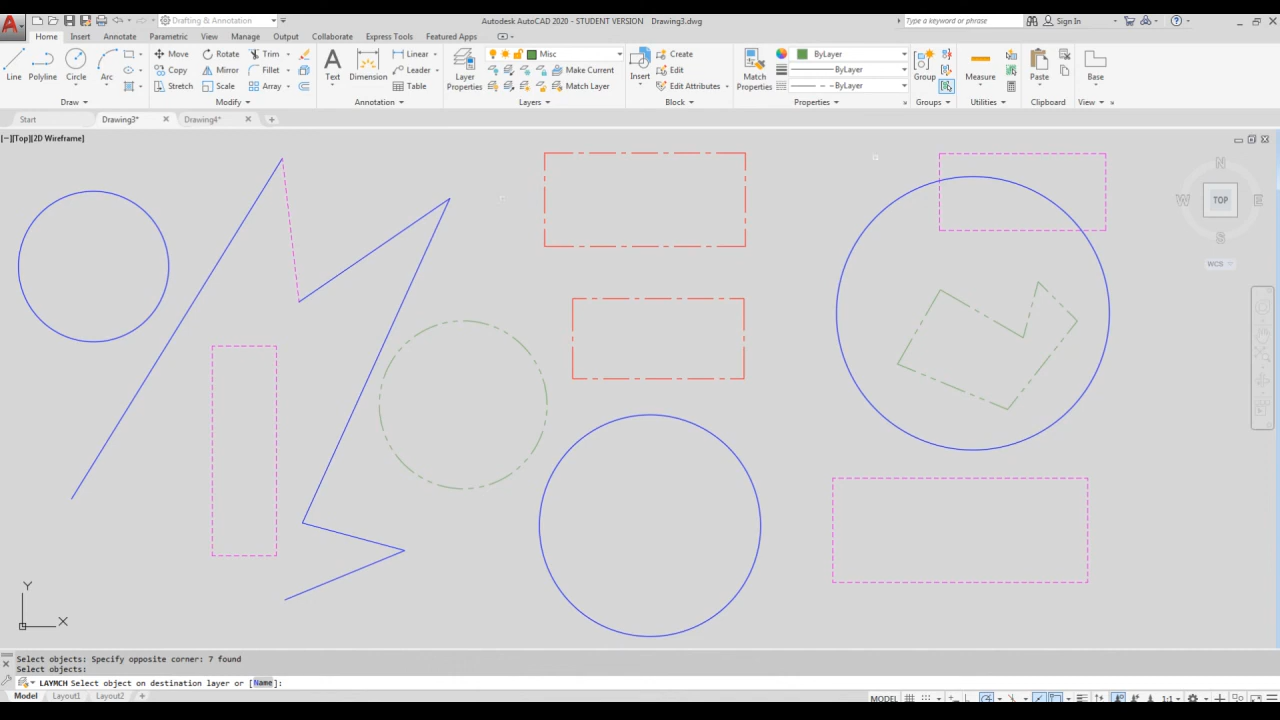 A Drafting & Annotation Autodesk AutoCAD 2020 - STUDENT VERSION Drawing3.dwg Type a keyword or phrase Sign In
Home Insert Annotate Parametric View Manage Output Collaborate Express Tools Featured Apps
Line Polyline Circle Arc
Move Rotate Trim
Copy Mirror Fillet
Stretch Scale Array
Text Dimension
Linear
Leader
Table
Layer Properties
Misc
Make Current
Match Layer
Insert
Create
Edit
Edit Attributes
Match Properties
ByLayer
ByLayer
ByLayer
Group
Measure
Paste
Base
Draw Modify Annotation Layers Block Properties Groups Utilities Clipboard View
Start Drawing3* Drawing4*
[−][Top][2D Wireframe]
N
W TOP E
S
WCS
Y
X
Select objects: Specify opposite corner: 7 found
Select objects:
LAYMCH Select object on destination layer or [Name]:
Model Layout1 Layout2 + MODEL 1:1